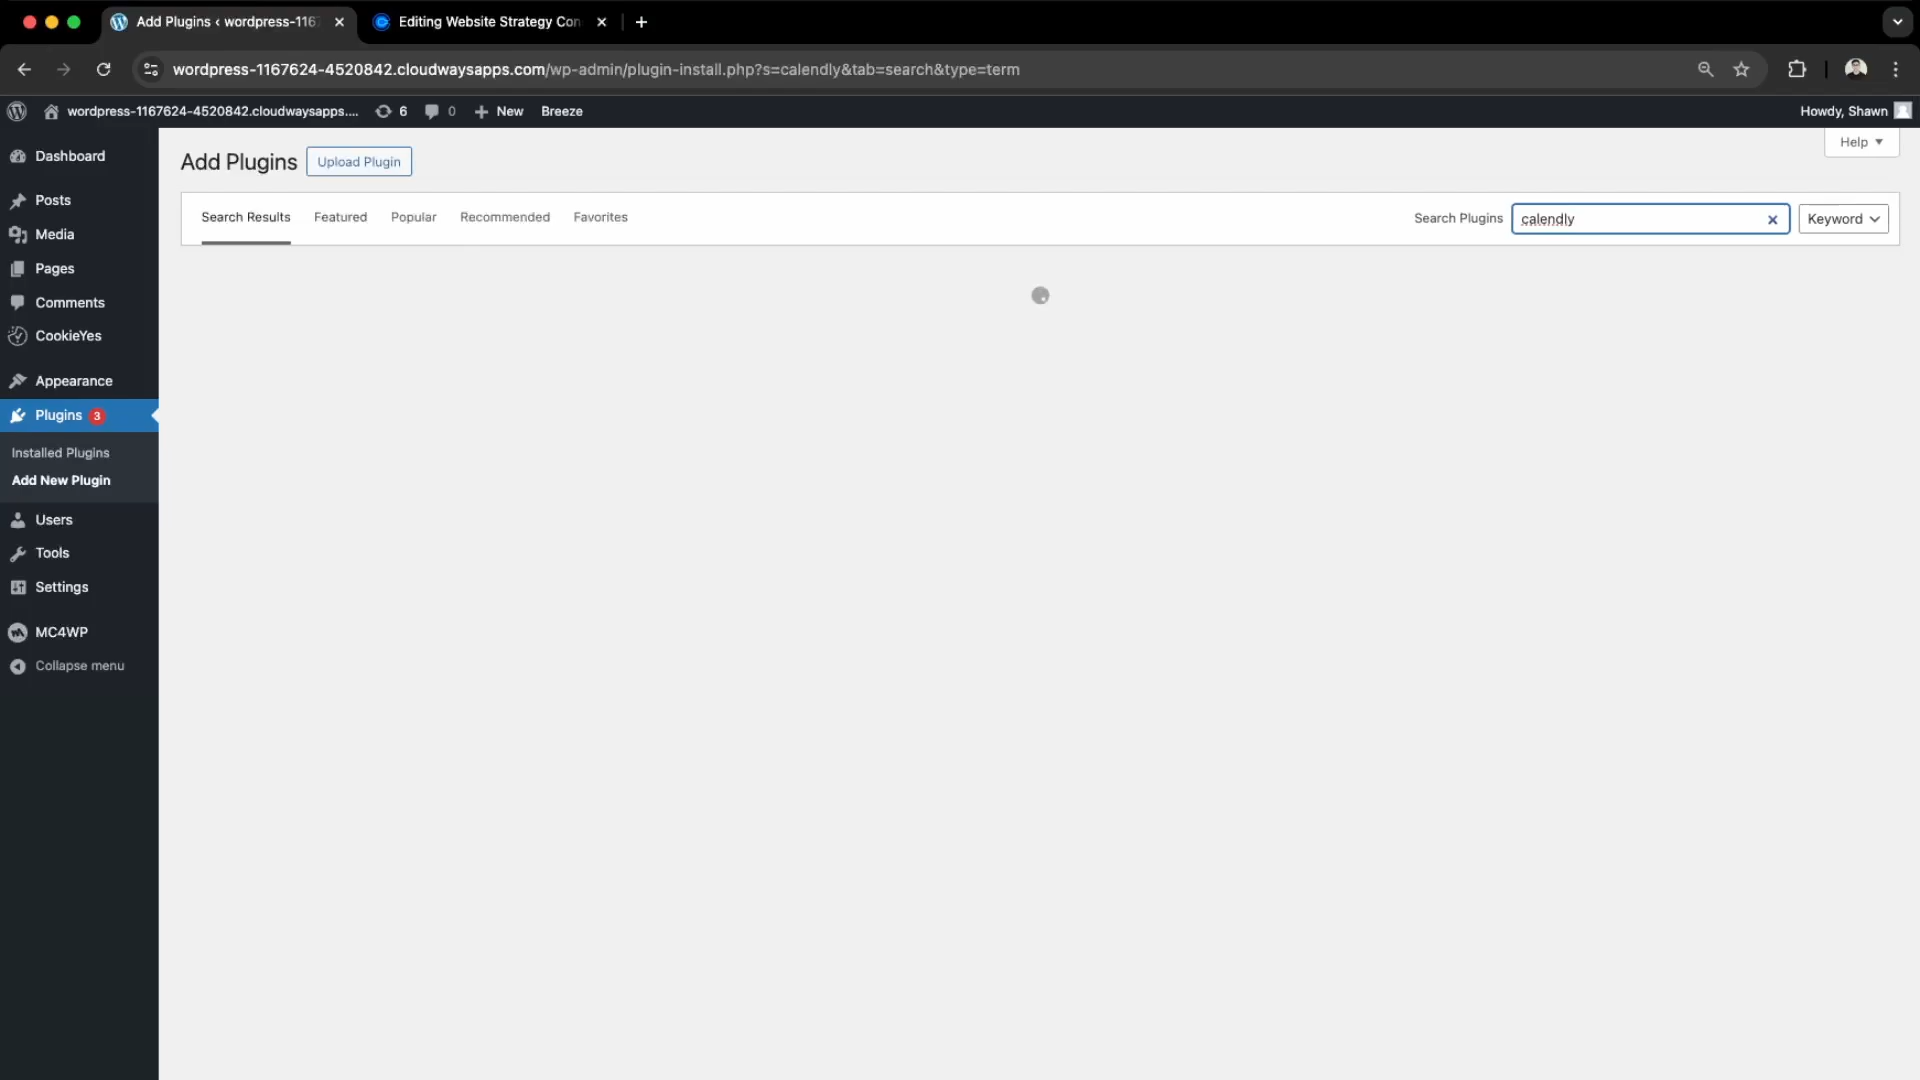 Add Plugins ‹ wordpress-116
Editing Website Strategy Con
wordpress-1167624-4520842.cloudwaysapps.com/wp-admin/plugin-install.php?s=calendly&tab=search&type=term
wordpress-1167624-4520842.cloudwaysapps.... 6 0 New Breeze Howdy, Shawn
Help
Add Plugins Upload Plugin
Search Results Featured Popular Recommended Favorites Search Plugins calendly Keyword
Dashboard
Posts
Media
Pages
Comments
CookieYes
Appearance
Plugins 3
Installed Plugins
Add New Plugin
Users
Tools
Settings
MC4WP
Collapse menu